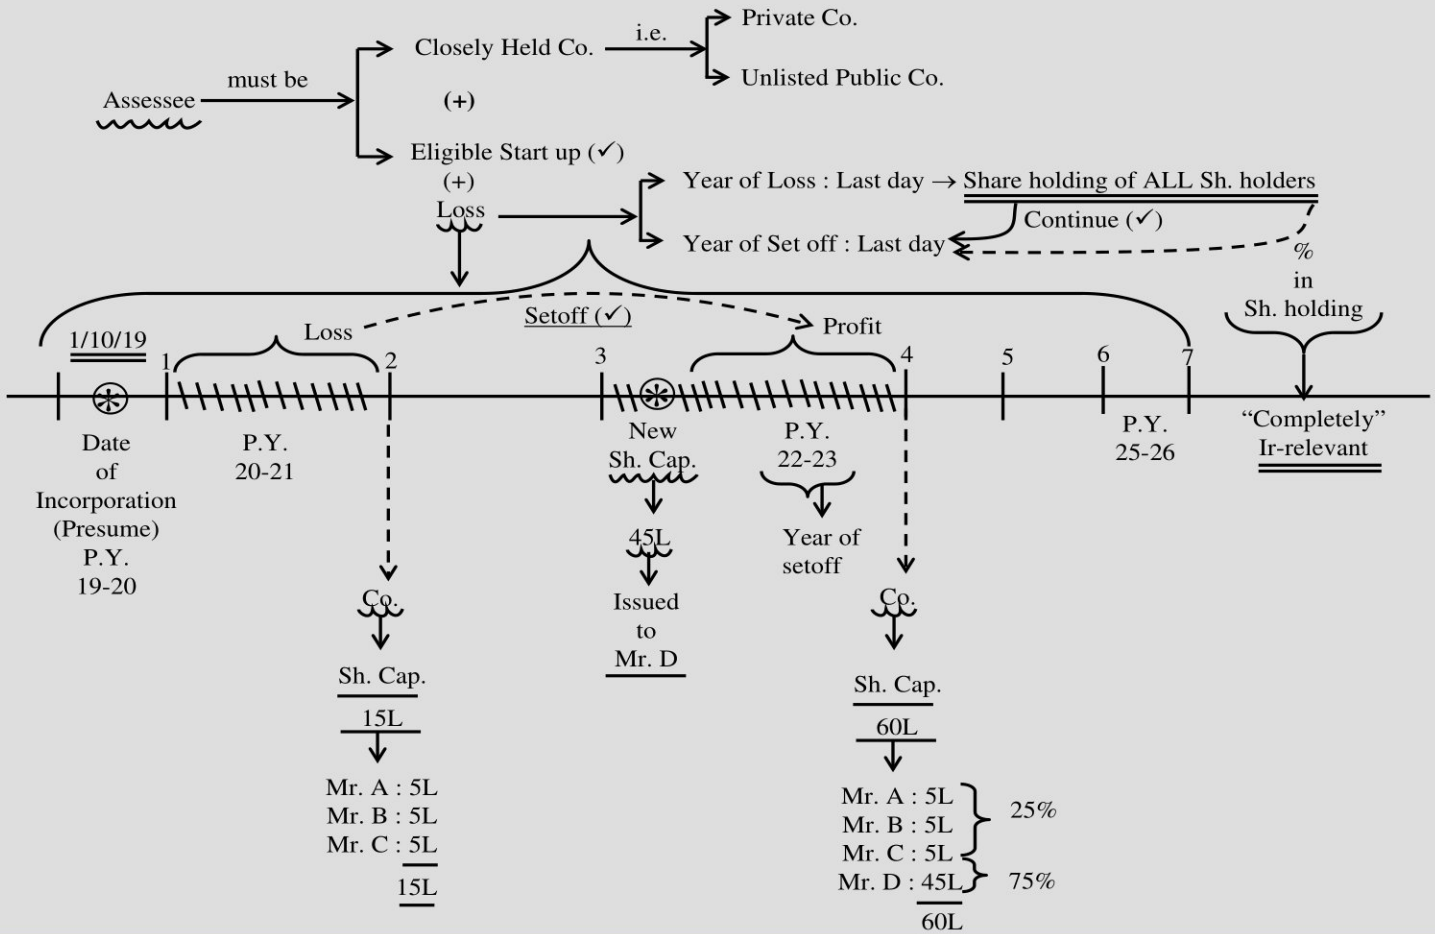 Private Co.
Closely Held Co.
i.e.
Unlisted Public Co.
must be
Assessee
(+)
Eligible Start up (✓)
(+)
Loss
Year of Loss : Last day → Share holding of ALL Sh. holders
Continue (✓)
Year of Set off : Last day
%
in
Sh. holding
Loss
Setoff (✓)
Profit
1/10/19
1
2
3
4
5
6
7
Date
of
Incorporation
(Presume)
P.Y.
19-20
P.Y.
20-21
New
Sh. Cap.
45L
Issued
to
Mr. D
P.Y.
22-23
Year of
setoff
P.Y.
25-26
“Completely”
Ir-relevant
Co.
Sh. Cap.
15L
Mr. A : 5L
Mr. B : 5L
Mr. C : 5L
15L
Co.
Sh. Cap.
60L
Mr. A : 5L
Mr. B : 5L
Mr. C : 5L
25%
Mr. D : 45L
75%
60L